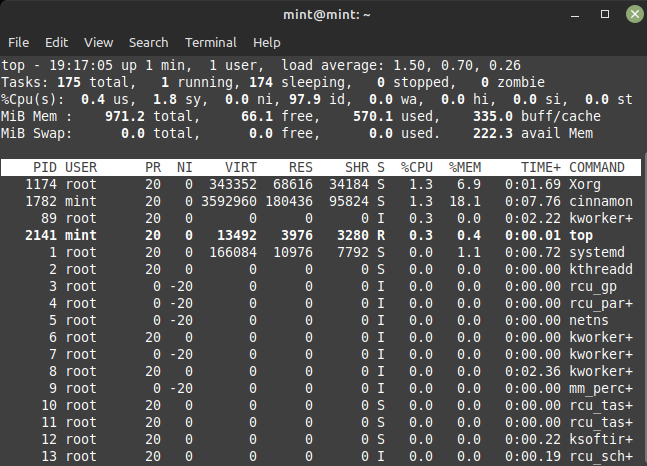 mint@mint: ~
File Edit View Search Terminal Help
top - 19:17:05 up 1 min,  1 user,  load average: 1.50, 0.70, 0.26
Tasks: 175 total,   1 running, 174 sleeping,   0 stopped,   0 zombie
%Cpu(s):  0.4 us,  1.8 sy,  0.0 ni, 97.9 id,  0.0 wa,  0.0 hi,  0.0 si,  0.0 st
MiB Mem :    971.2 total,     66.1 free,    570.1 used,    335.0 buff/cache
MiB Swap:      0.0 total,      0.0 free,      0.0 used.    222.3 avail Mem
PID USER      PR  NI    VIRT    RES    SHR S  %CPU  %MEM     TIME+ COMMAND
1174 root      20   0  343352  68616  34184 S   1.3   6.9   0:01.69 Xorg
1782 mint      20   0 3592960 180436  95824 S   1.3  18.1   0:07.76 cinnamon
89 root      20   0       0      0      0 I   0.3   0.0   0:02.22 kworker+
2141 mint      20   0   13492   3976   3280 R   0.3   0.4   0:00.01 top
1 root      20   0  166084  10976   7792 S   0.0   1.1   0:00.72 systemd
2 root      20   0       0      0      0 S   0.0   0.0   0:00.00 kthreadd
3 root       0 -20       0      0      0 I   0.0   0.0   0:00.00 rcu_gp
4 root       0 -20       0      0      0 I   0.0   0.0   0:00.00 rcu_par+
5 root       0 -20       0      0      0 I   0.0   0.0   0:00.00 netns
6 root      20   0       0      0      0 I   0.0   0.0   0:00.00 kworker+
7 root       0 -20       0      0      0 I   0.0   0.0   0:00.00 kworker+
8 root      20   0       0      0      0 I   0.0   0.0   0:02.36 kworker+
9 root       0 -20       0      0      0 I   0.0   0.0   0:00.00 mm_perc+
10 root      20   0       0      0      0 S   0.0   0.0   0:00.00 rcu_tas+
11 root      20   0       0      0      0 S   0.0   0.0   0:00.00 rcu_tas+
12 root      20   0       0      0      0 S   0.0   0.0   0:00.22 ksoftir+
13 root      20   0       0      0      0 I   0.0   0.0   0:00.19 rcu_sch+